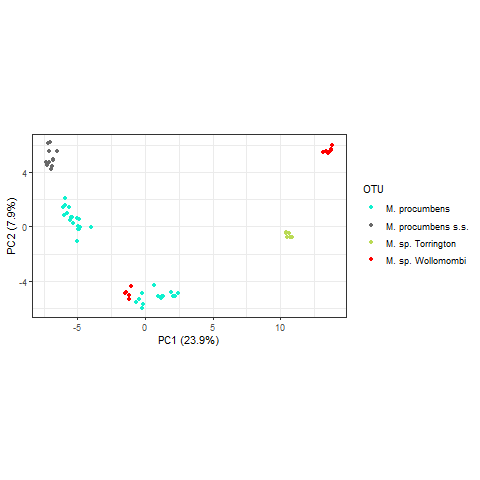 OTU
M. procumbens
M. procumbens s.s.
M. sp. Torrington
M. sp. Wollomombi
4
0
-4
PC2 (7.9%)
-5 0 5 10
PC1 (23.9%)